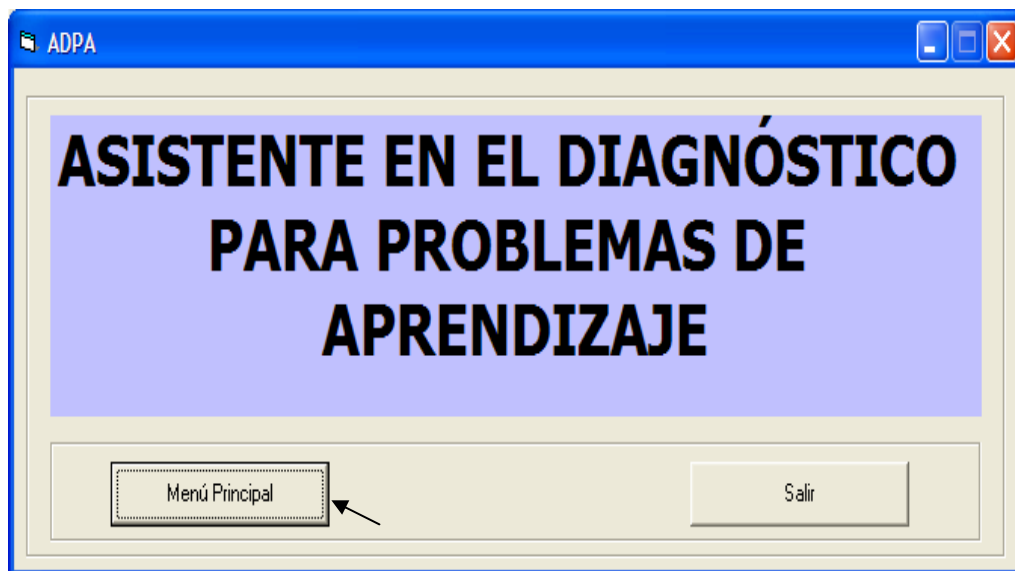 ADPA
ASISTENTE EN EL DIAGNÓSTICO
PARA PROBLEMAS DE
APRENDIZAJE
Menú Principal
Salir